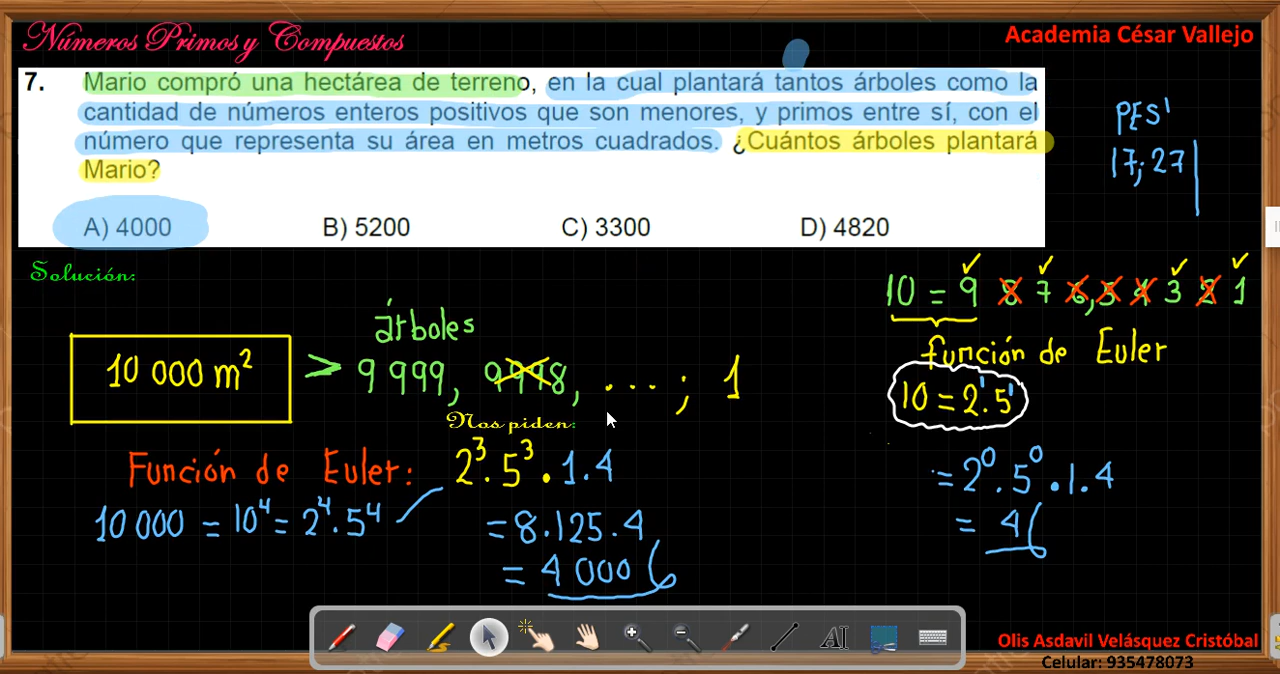 Números Primos y Compuestos
Academia César Vallejo
7. Mario compró una hectárea de terreno, en la cual plantará tantos árboles como la
cantidad de números enteros positivos que son menores, y primos entre sí, con el
número que representa su área en metros cuadrados. ¿Cuántos árboles plantará
Mario?
A) 4000 B) 5200 C) 3300 D) 4820
PESI
17; 27
Solución:
10 = 9 8 7 6, 5 4 3 2 1
árboles
10 000 m² > 9 999, 9998, ...; 1
función de Euler
10 = 2¹.5¹
Nos piden:
Función de Euler: 2³.5³.1.4
= 2⁰.5⁰.1.4
10 000 = 10⁴ = 2⁴.5⁴
= 8.125.4
= 4
= 4 000
AI
Olis Asdavil Velásquez Cristóbal
Celular: 935478073